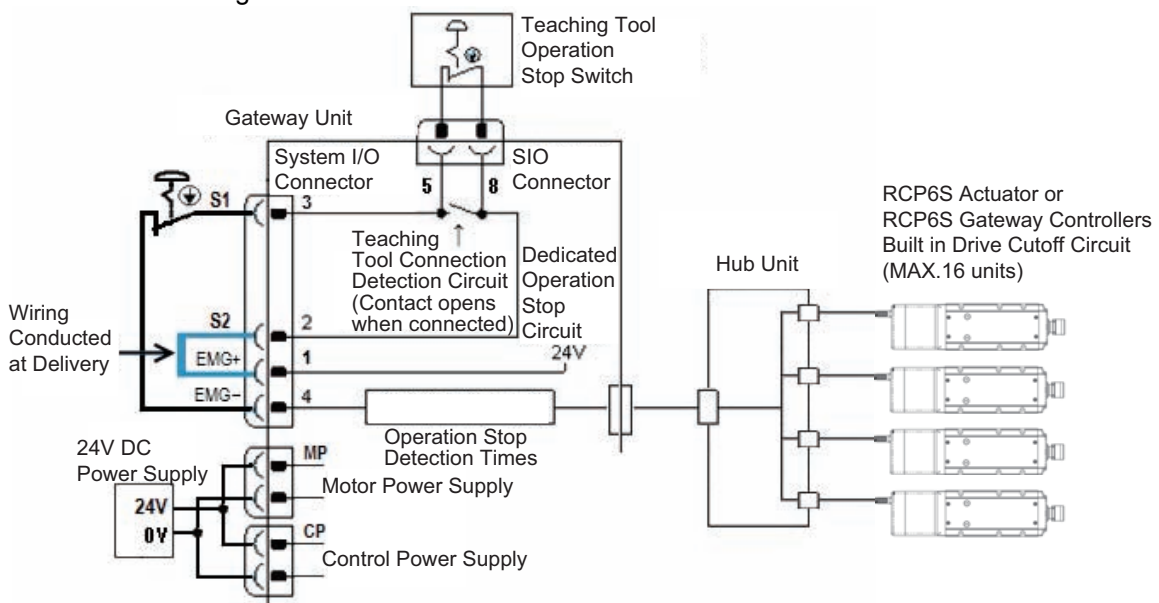 Teaching Tool
Operation
Stop Switch
Gateway Unit
System I/O
Connector
SIO
Connector
5
8
S1
3
Teaching
Tool Connection
Detection Circuit
(Contact opens
when connected)
Dedicated
Operation
Stop
Circuit
Hub Unit
RCP6S Actuator or
RCP6S Gateway Controllers
Built in Drive Cutoff Circuit
(MAX.16 units)
Wiring
Conducted
at Delivery
S2
2
EMG+
1
24V
EMG-
4
Operation Stop
Detection Times
24V DC
Power Supply
MP
Motor Power Supply
24V
0V
CP
Control Power Supply